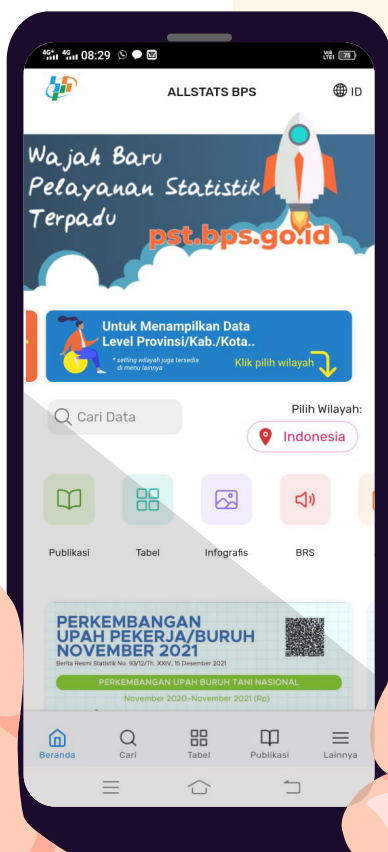 4G+ 4G 08:29
Vo)) LTE1 75
ALLSTATS BPS
ID
Wajah Baru
Pelayanan Statistik
Terpadu
pst.bps.go.id
Untuk Menampilkan Data
Level Provinsi/Kab./Kota..
* setting wilayah juga tersedia
di menu lainnya
Klik pilih wilayah
Cari Data
Pilih Wilayah:
Indonesia
Publikasi Tabel Infografis BRS
PERKEMBANGAN
UPAH PEKERJA/BURUH
NOVEMBER 2021
Berita Resmi Statistik No. 93/12/Th. XXIV, 15 Desember 2021
PERKEMBANGAN UPAH BURUH TANI NASIONAL
November 2020–November 2021 (Rp)
Beranda Cari Tabel Publikasi Lainnya